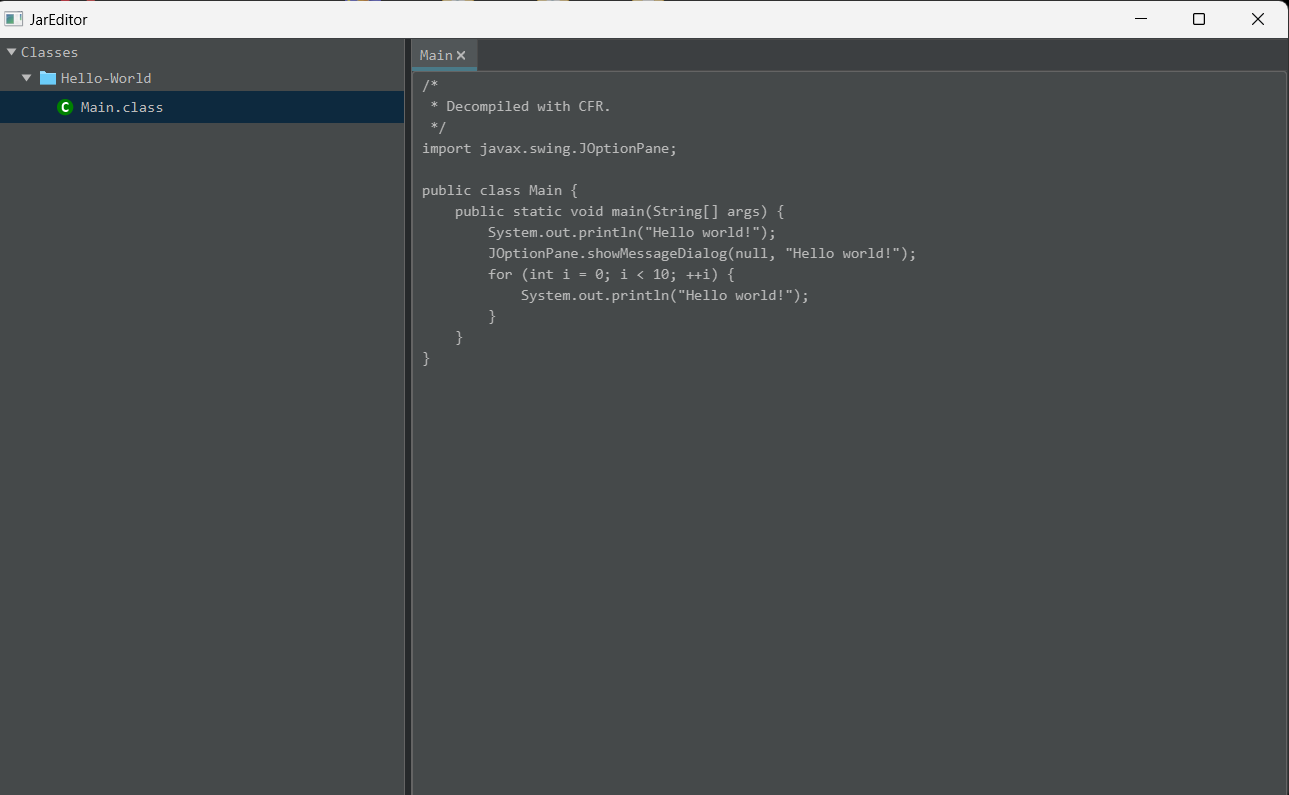 JarEditor
Classes
Hello-World
C Main.class
Main
/*
 * Decompiled with CFR.
 */
import javax.swing.JOptionPane;

public class Main {
    public static void main(String[] args) {
        System.out.println("Hello world!");
        JOptionPane.showMessageDialog(null, "Hello world!");
        for (int i = 0; i < 10; ++i) {
            System.out.println("Hello world!");
        }
    }
}